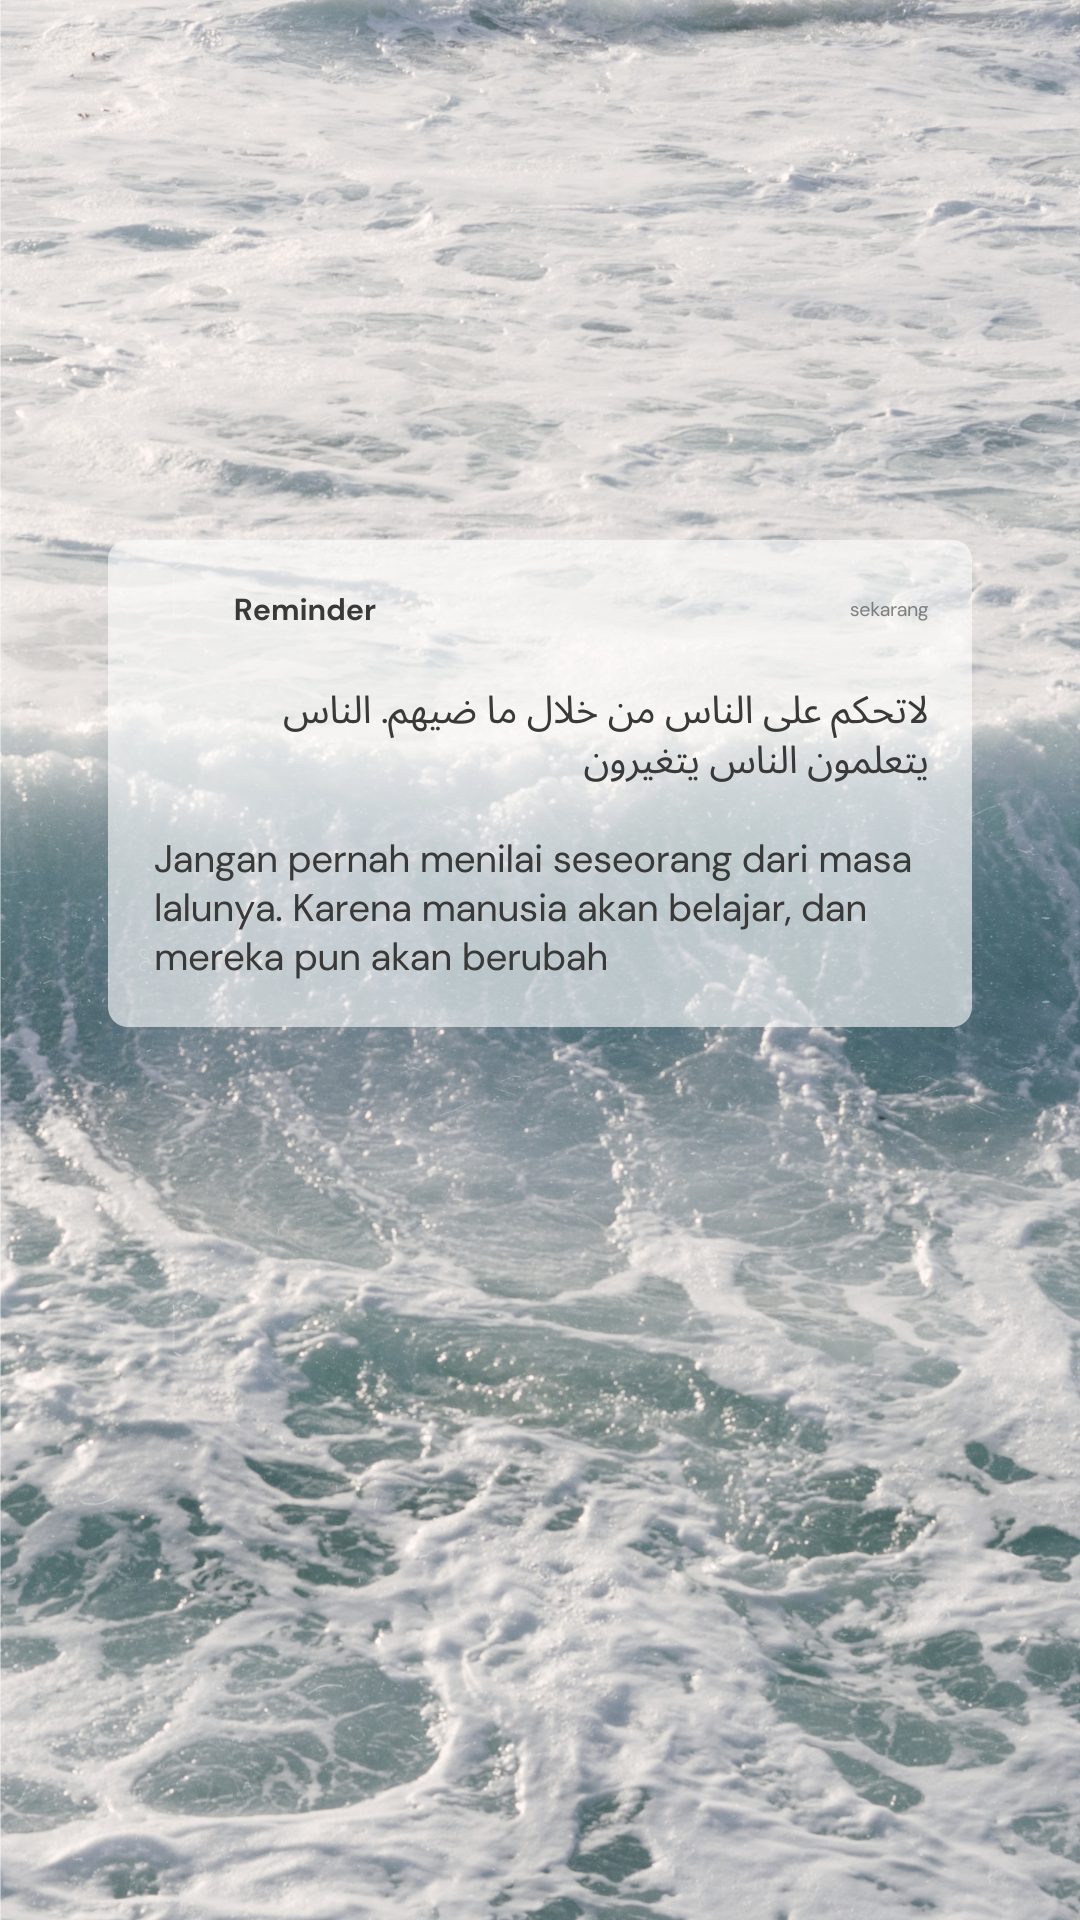 Reminder
sekarang
لاتحكم على الناس من خلال ما ضيهم. الناس
يتعلمون الناس يتغيرون
Jangan pernah menilai seseorang dari masa
lalunya. Karena manusia akan belajar, dan
mereka pun akan berubah